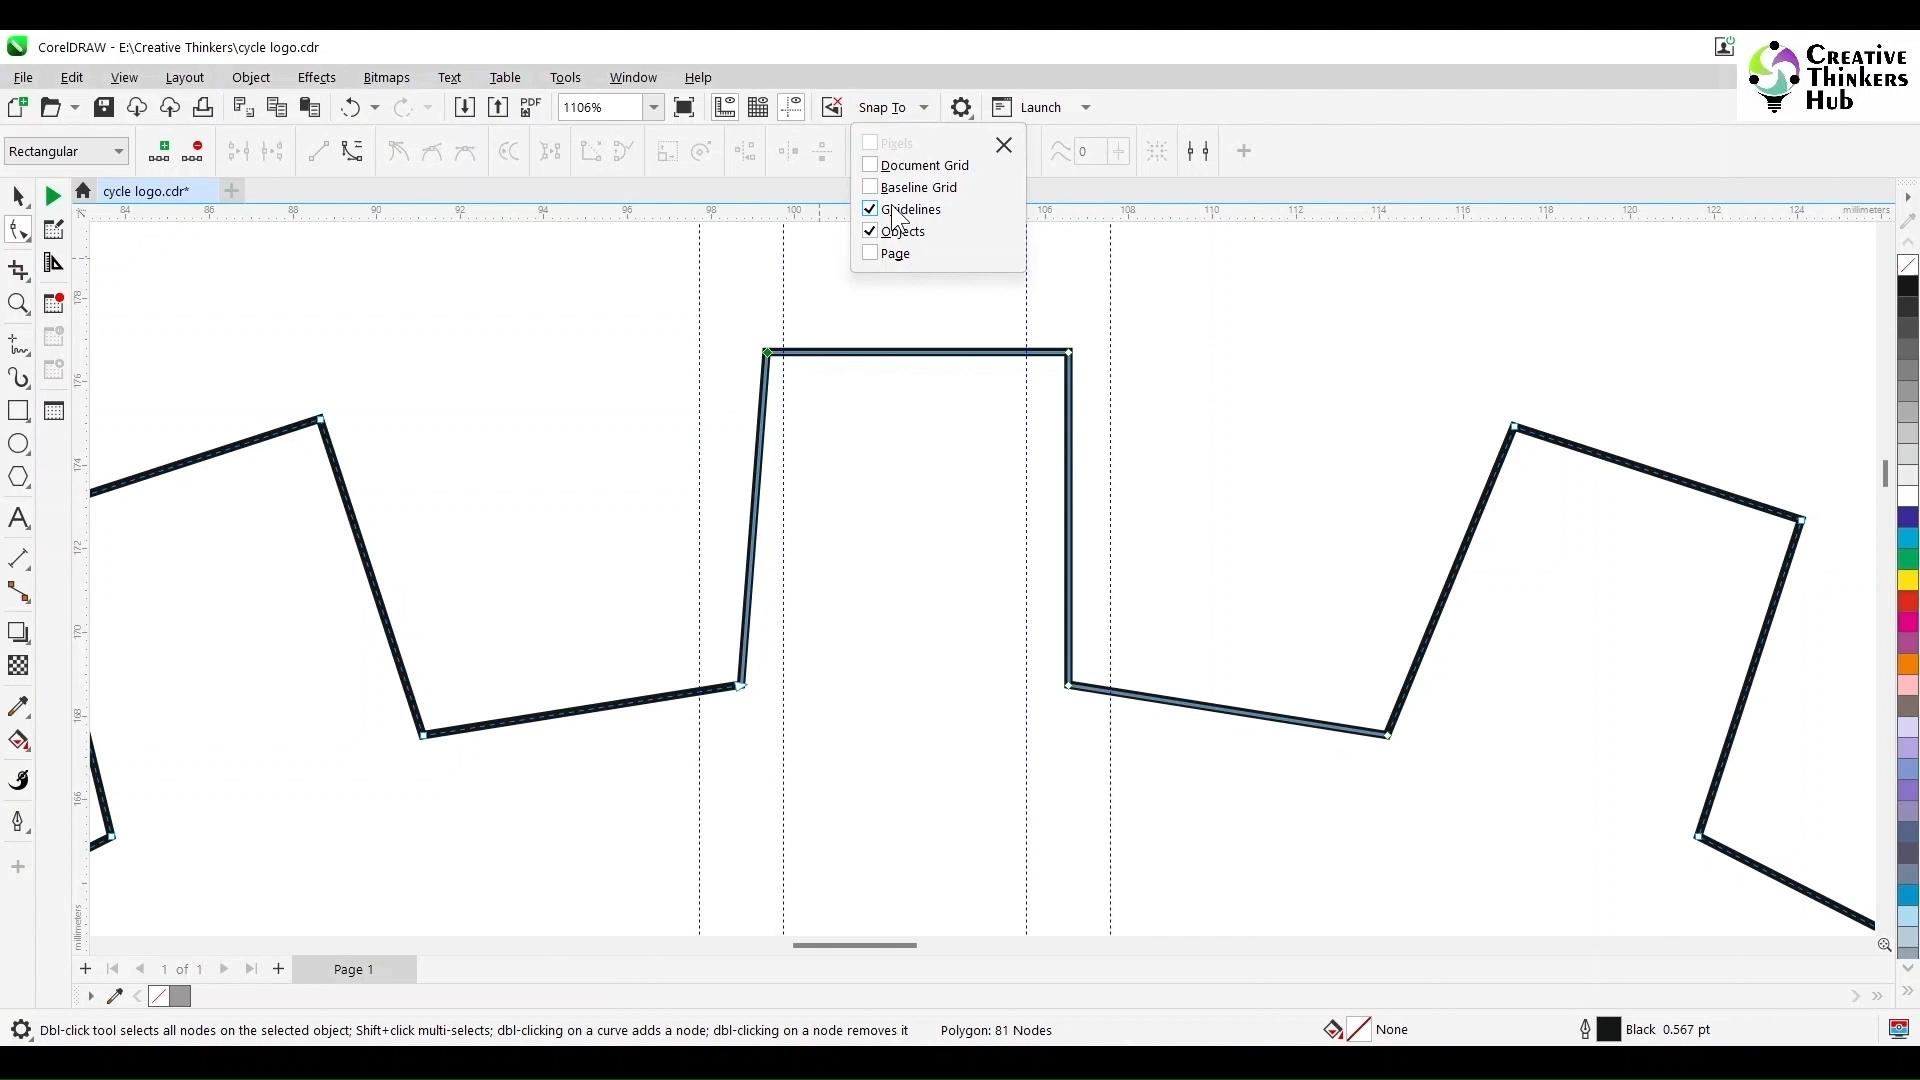 CorelDRAW - E:\Creative Thinkers\cycle logo.cdr
CREATIVE
THINKERS
HUB
File Edit View Layout Object Effects Bitmaps Text Table Tools Window Help
PDF 1106% Snap To Launch
Rectangular 0
Pixels
Document Grid
Baseline Grid
Guidelines
Objects
Page
cycle logo.cdr*
84 86 88 90 92 94 96 98 100 106 108 110 112 114 116 118 120 122 124 millimeters
178
176
174
172
170
168
166
millimeters
1 of 1 Page 1
Dbl-click tool selects all nodes on the selected object; Shift+click multi-selects; dbl-clicking on a curve adds a node; dbl-clicking on a node removes it Polygon: 81 Nodes None Black 0.567 pt